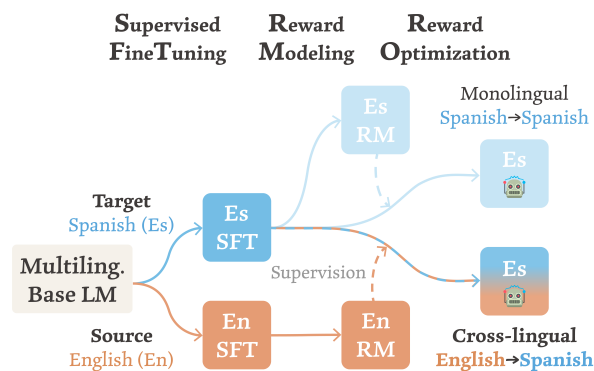 Supervised
FineTuning
Reward
Modeling
Reward
Optimization
Monolingual
Spanish→Spanish
Es
RM
Es
Target
Spanish (Es)
Es
SFT
Multiling.
Base LM
Supervision
Es
Source
English (En)
En
SFT
En
RM
Cross-lingual
English→Spanish